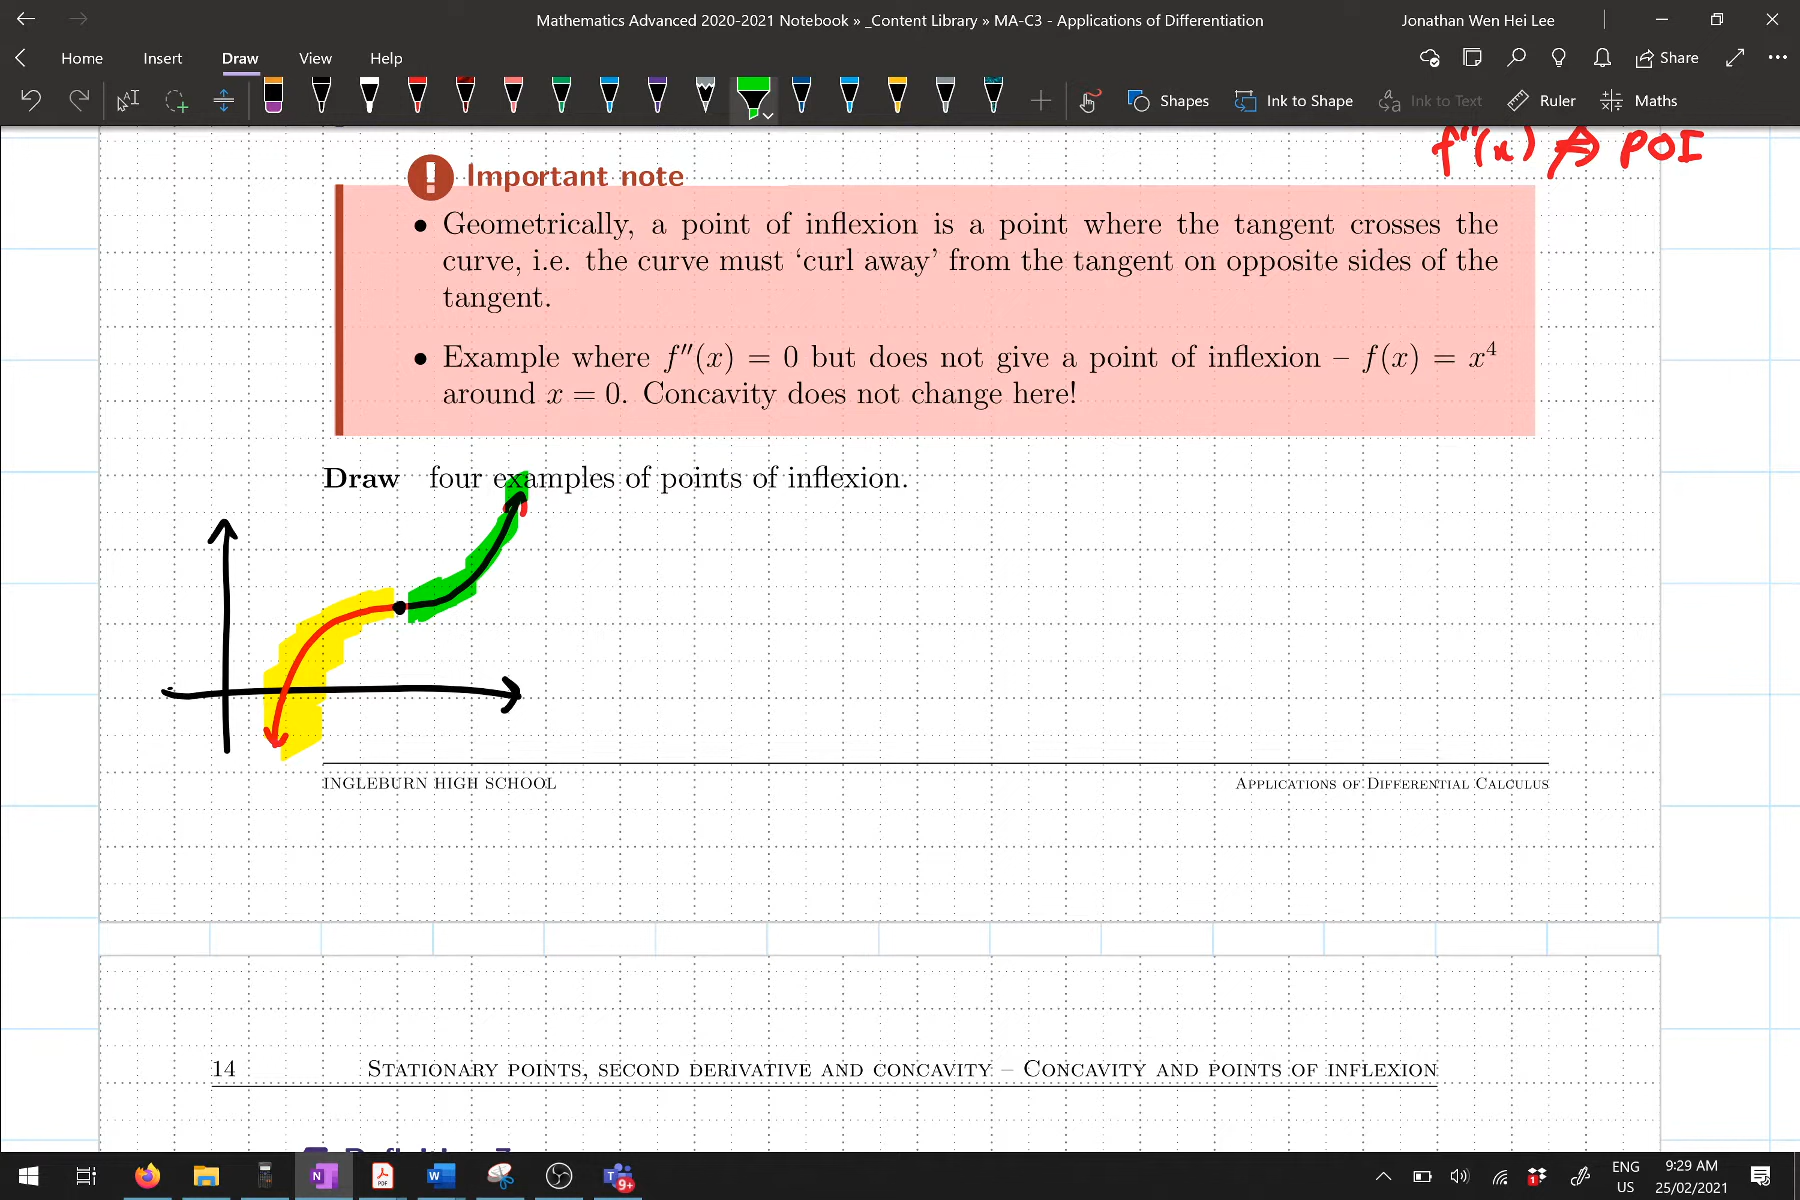 Mathematics Advanced 2020-2021 Notebook » _Content Library » MA-C3 - Applications of Differentiation
Jonathan Wen Hei Lee
Home Insert Draw View Help
Share
Shapes Ink to Shape Ink to Text Ruler Maths
f''(x) ⇏ POI
! Important note
• Geometrically, a point of inflexion is a point where the tangent crosses the
curve, i.e. the curve must ‘curl away’ from the tangent on opposite sides of the
tangent.
• Example where f''(x) = 0 but does not give a point of inflexion – f(x) = x⁴
around x = 0. Concavity does not change here!
Draw four examples of points of inflexion.
INGLEBURN HIGH SCHOOL
APPLICATIONS OF DIFFERENTIAL CALCULUS
14
STATIONARY POINTS, SECOND DERIVATIVE AND CONCAVITY – CONCAVITY AND POINTS OF INFLEXION
ENG
US
9:29 AM
25/02/2021